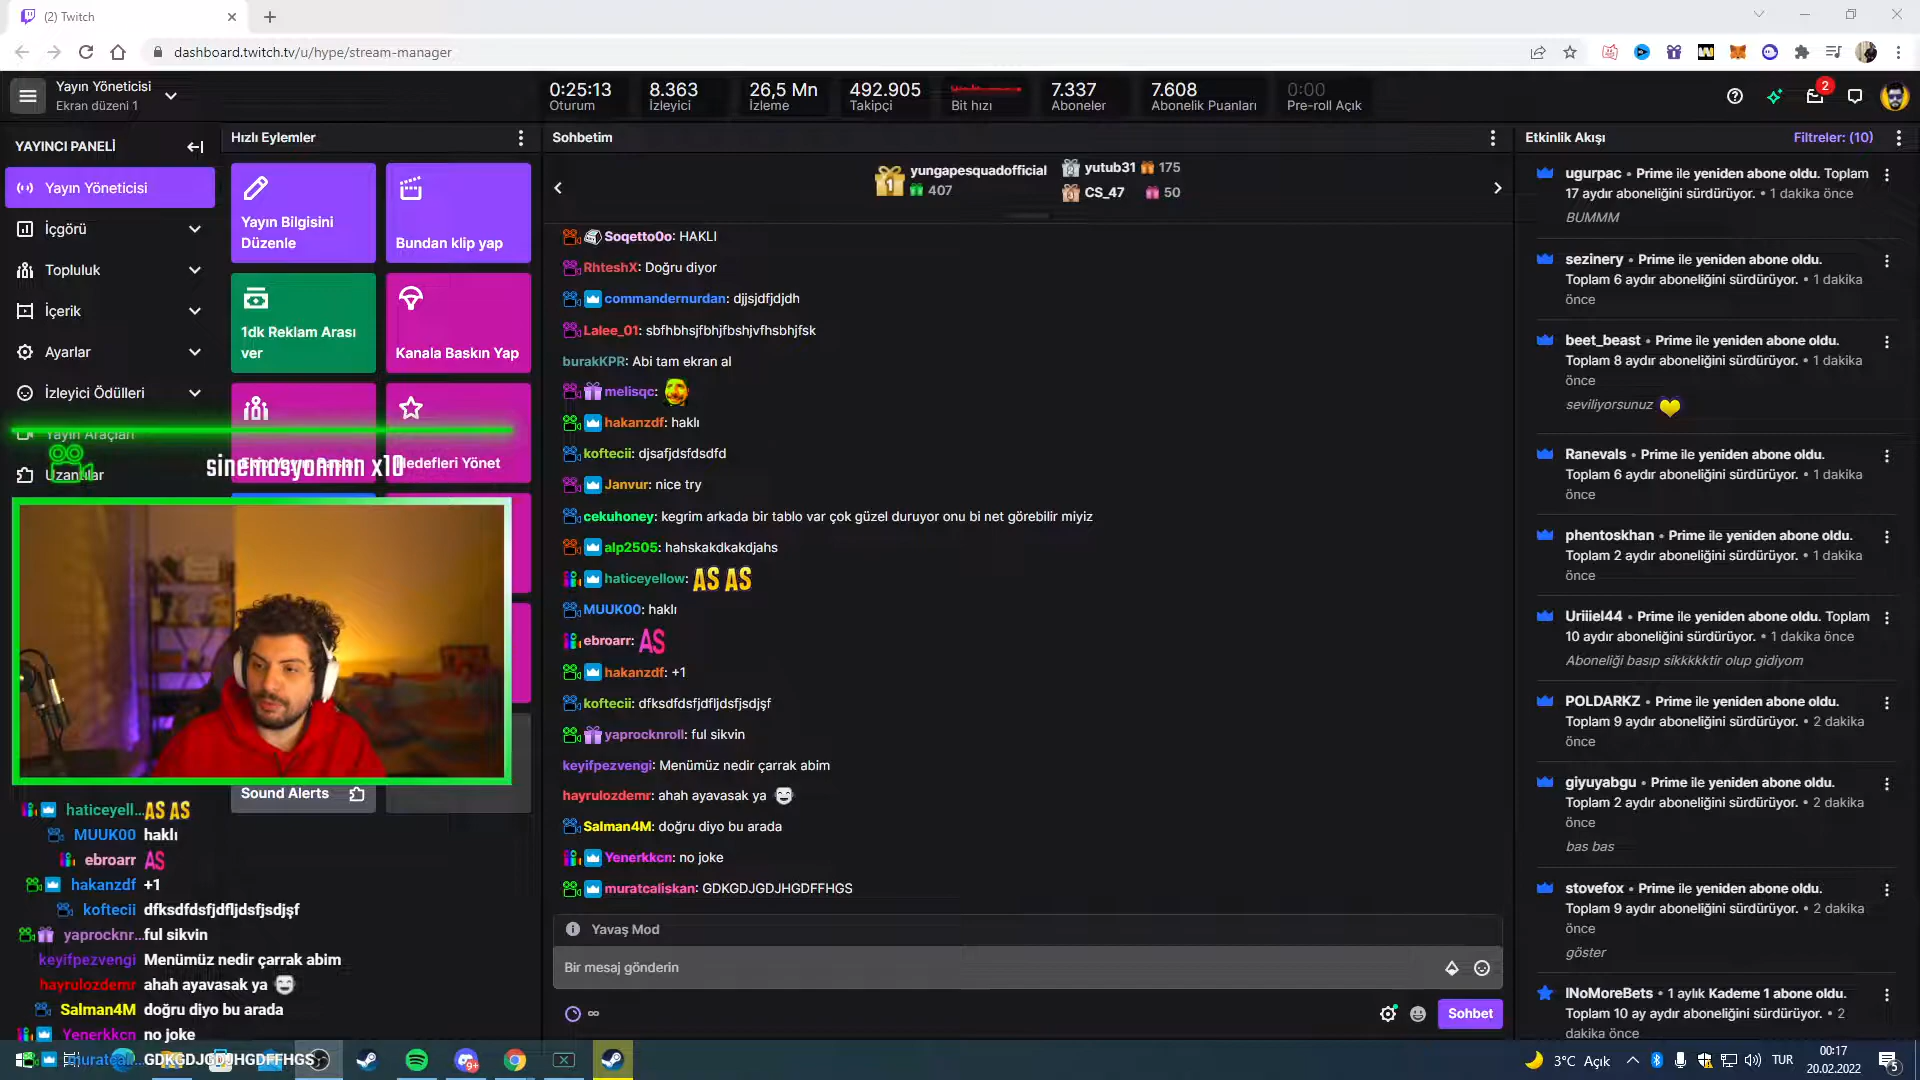 (2) Twitch
dashboard.twitch.tv/u/hype/stream-manager
Yayın Yöneticisi
Ekran düzeni 1
0:25:13
Oturum
8.363
İzleyici
26,5 Mn
İzleme
492.905
Takipçi
Bit hızı
7.337
Aboneler
7.608
Abonelik Puanları
0:00
Pre-roll Açık
2
YAYINCI PANELİ
Yayın Yöneticisi
İçgörü
Topluluk
İçerik
Ayarlar
İzleyici Ödülleri
Yayın Araçları
Uzantılar
Hızlı Eylemler
Yayın Bilgisini
Düzenle
Bundan klip yap
1dk Reklam Arası
ver
Kanala Baskın Yap
Hedefleri Yönet
sinemasyonnnn x10
Sound Alerts
haticeyell... AS AS
MUUK00 haklı
ebroarr AS
hakanzdf +1
koftecii dfksdfdsfjdfljdsfjsdjşf
yaprocknr... ful sikvin
keyifpezvengi Menümüz nedir çarrak abim
hayrulozdemr ahah ayavasak ya
Salman4M doğru diyo bu arada
Yenerkkcn no joke
muratcali... GDKGDJGDJHGDFFHGS
Sohbetim
1
yungapesquadofficial
407
2 yutub31 175
3 CS_47 50
Soqetto0o: HAKLI
RhteshX: Doğru diyor
commandernurdan: djjsjdfjdjdh
Lalee_01: sbfhbhsjfbhjfbshjvfhsbhjfsk
burakKPR: Abi tam ekran al
melisqc:
hakanzdf: haklı
koftecii: djsafjdsfdsdfd
Janvur: nice try
cekuhoney: kegrim arkada bir tablo var çok güzel duruyor onu bi net görebilir miyiz
alp2505: hahskakdkakdjahs
haticeyellow: AS AS
MUUK00: haklı
ebroarr: AS
hakanzdf: +1
koftecii: dfksdfdsfjdfljdsfjsdjşf
yaprocknroll: ful sikvin
keyifpezvengi: Menümüz nedir çarrak abim
hayrulozdemr: ahah ayavasak ya
Salman4M: doğru diyo bu arada
Yenerkkcn: no joke
muratcaliskan: GDKGDJGDJHGDFFHGS
Yavaş Mod
Bir mesaj gönderin
∞
Sohbet
Etkinlik Akışı
Filtreler: (10)
ugurpac • Prime ile yeniden abone oldu. Toplam
17 aydır aboneliğini sürdürüyor. • 1 dakika önce
BUMMM
sezinery • Prime ile yeniden abone oldu.
Toplam 6 aydır aboneliğini sürdürüyor. • 1 dakika
önce
beet_beast • Prime ile yeniden abone oldu.
Toplam 8 aydır aboneliğini sürdürüyor. • 1 dakika
önce
seviliyorsunuz
Ranevals • Prime ile yeniden abone oldu.
Toplam 6 aydır aboneliğini sürdürüyor. • 1 dakika
önce
phentoskhan • Prime ile yeniden abone oldu.
Toplam 2 aydır aboneliğini sürdürüyor. • 1 dakika
önce
Uriiiel44 • Prime ile yeniden abone oldu. Toplam
10 aydır aboneliğini sürdürüyor. • 1 dakika önce
Aboneliği basıp sikkkkktir olup gidiyom
POLDARKZ • Prime ile yeniden abone oldu.
Toplam 9 aydır aboneliğini sürdürüyor. • 2 dakika
önce
giyuyabgu • Prime ile yeniden abone oldu.
Toplam 2 aydır aboneliğini sürdürüyor. • 2 dakika
önce
bas bas
stovefox • Prime ile yeniden abone oldu.
Toplam 9 aydır aboneliğini sürdürüyor. • 2 dakika
önce
göster
INoMoreBets • 1 aylık Kademe 1 abone oldu.
Toplam 10 ay aydır aboneliğini sürdürüyor. • 2
dakika önce
9+
3°C Açık
TUR
00:17
20.02.2022
5